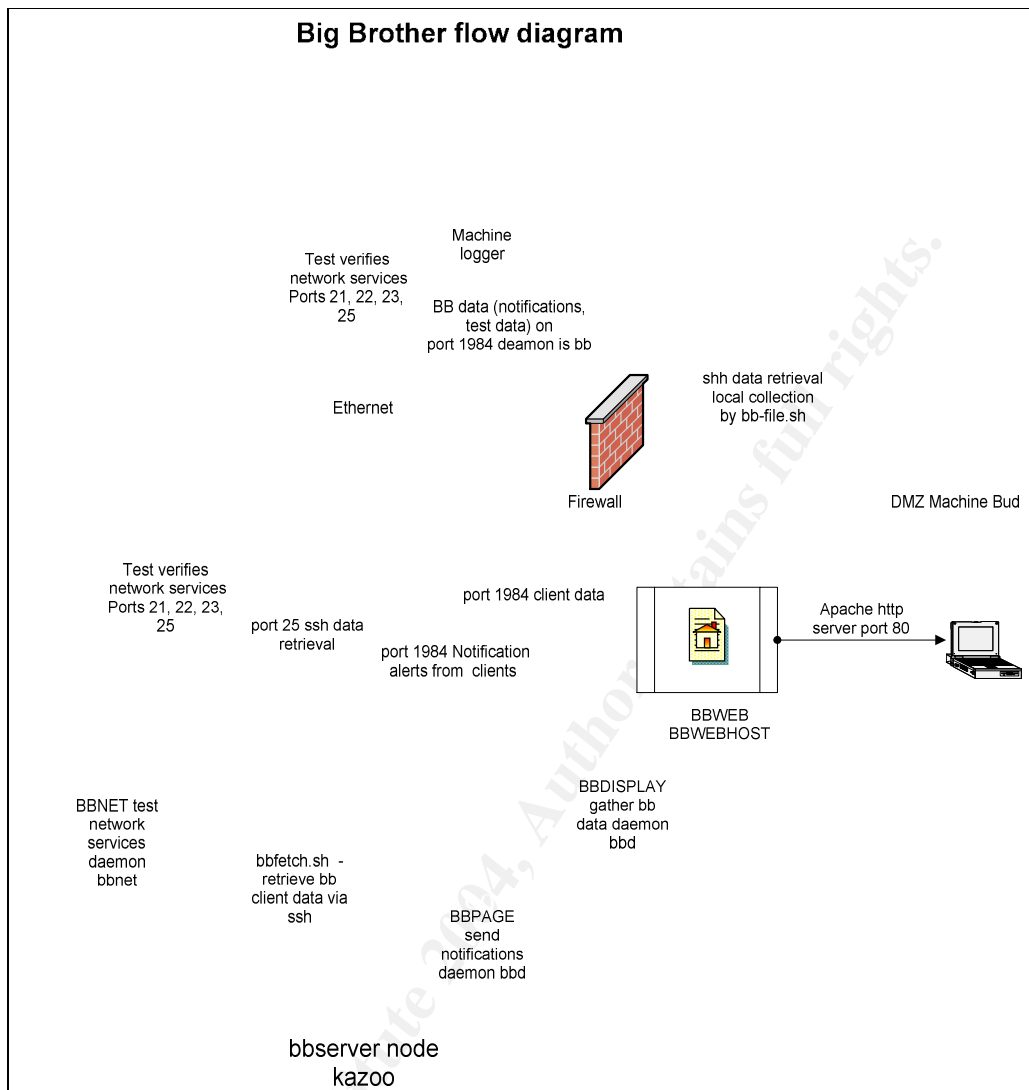 Big Brother flow diagram
Machine
logger
Test verifies
network services
Ports 21, 22, 23,
25
BB data (notifications,
test data) on
port 1984 deamon is bb
shh data retrieval
local collection
by bb-file.sh
Ethernet
Firewall
DMZ Machine Bud
Test verifies
network services
Ports 21, 22, 23,
25
port 25 ssh data
retrieval
port 1984 client data
port 1984 Notification
alerts from clients
Apache http
server port 80
BBWEB
BBWEBHOST
BBDISPLAY
gather bb
data daemon
bbd
BBNET test
network
services
daemon
bbnet
bbfetch.sh -
retrieve bb
client data via
ssh
BBPAGE
send
notifications
daemon bbd
bbserver node
kazoo
2004, Author tains full rights.